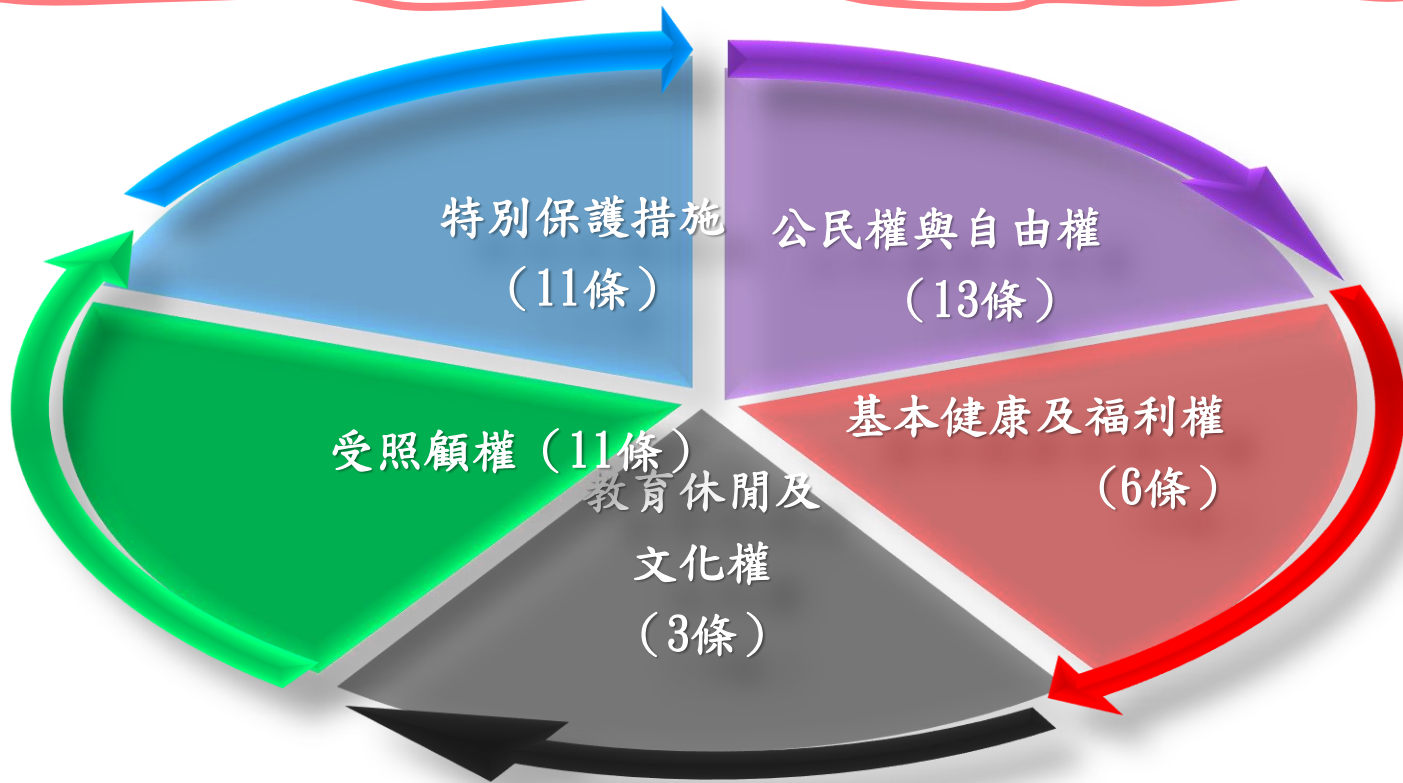 特別保護措施
（11條）
公民權與自由權
（13條）
基本健康及福利權
（6條）
受照顧權（11條）
教育休閒及
文化權
（3條）